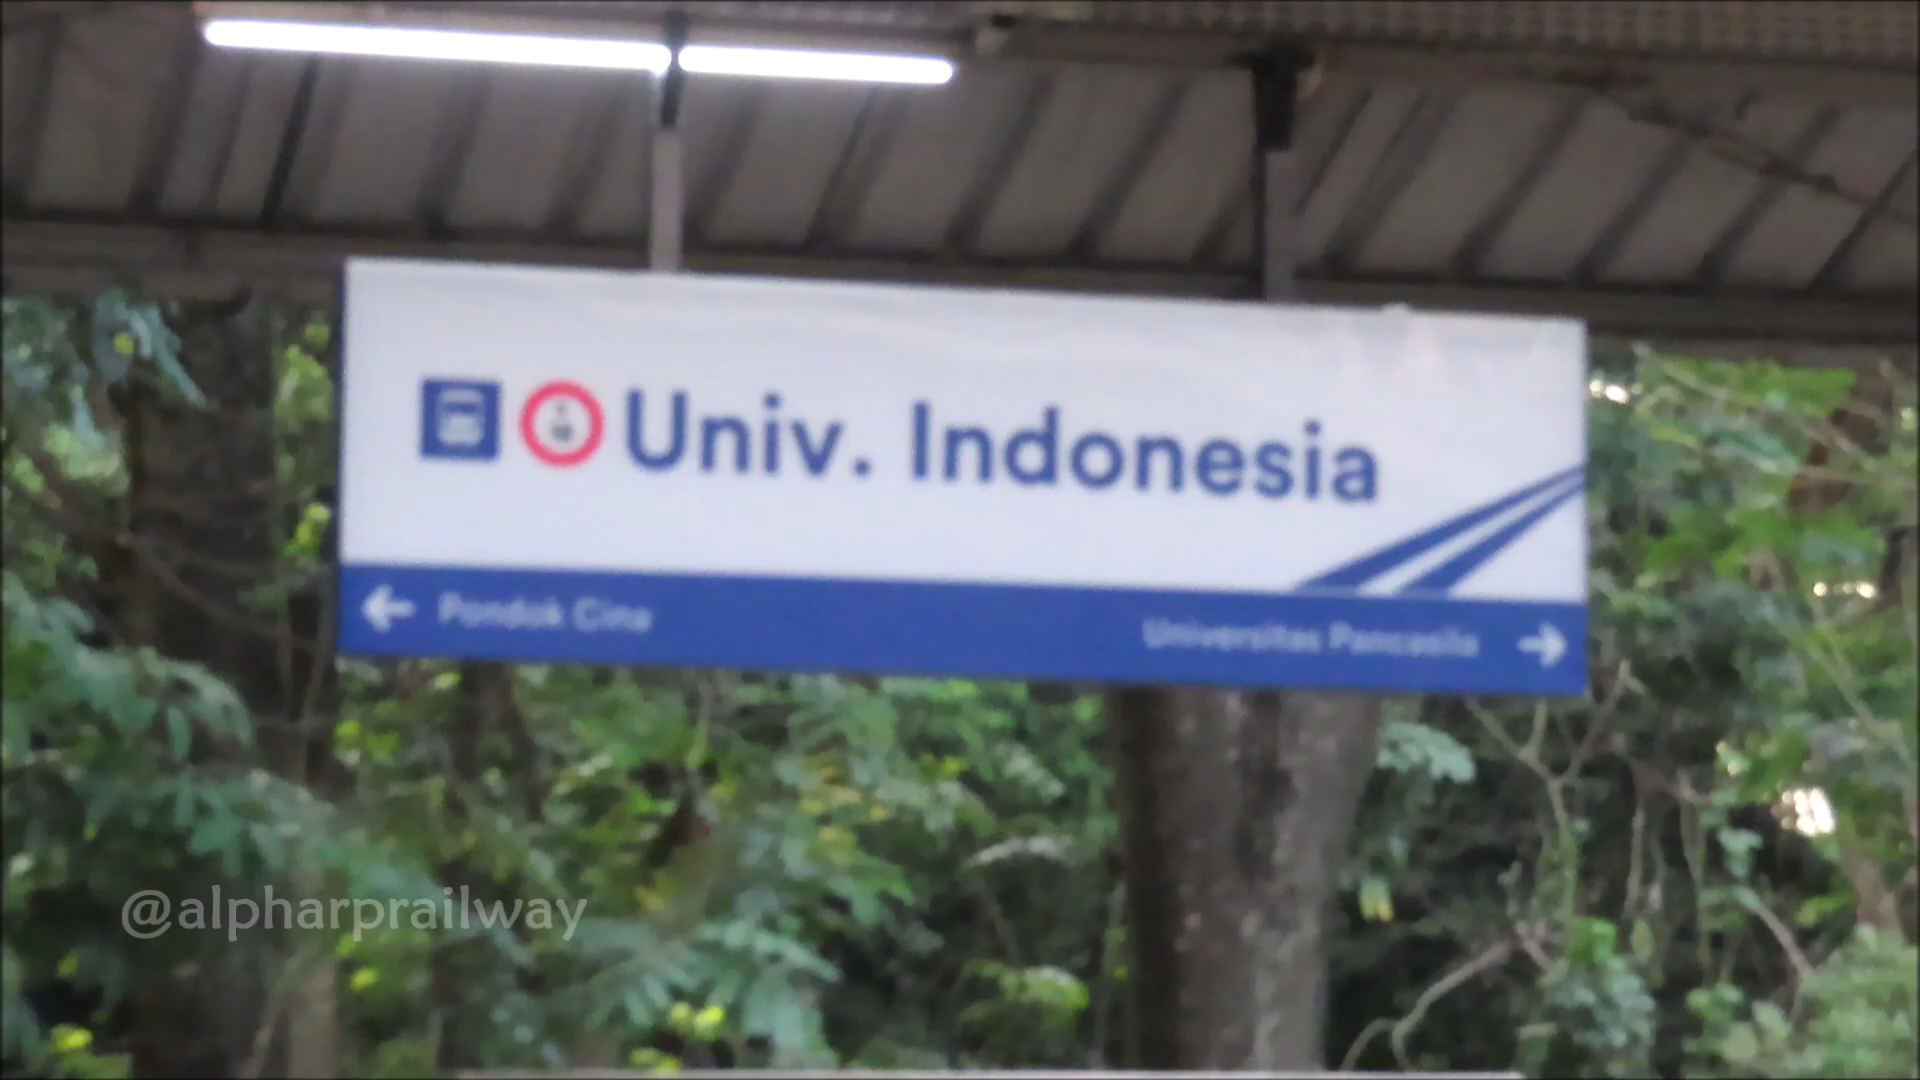 Univ. Indonesia
← Pondok Cina
Universitas Pancasila →
@alpharprailway